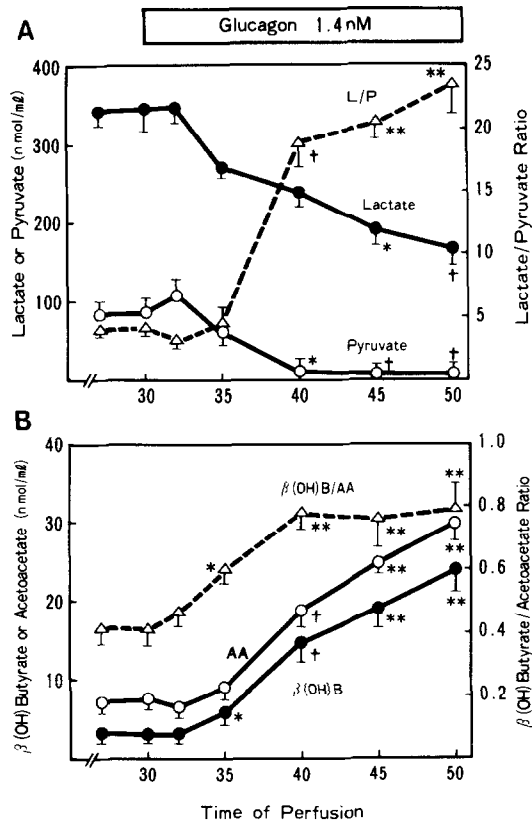 A
Glucagon 1.4nM
Lactate or Pyruvate (n mol/mℓ)
400
300
200
100
Lactate/Pyruvate Ratio
25
20
15
10
5
L/P
**
**
†
Lactate
*
†
Pyruvate
*
†
†
30 35 40 45 50
B
β(OH)Butyrate or Acetoacetate (n mol/mℓ)
40
30
20
10
β(OH)Butyrate/Acetoacetate Ratio
1.0
0.8
0.6
0.4
0.2
β(OH)B/AA
*
**
**
**
AA
†
**
**
β(OH)B
*
†
**
**
30 35 40 45 50
Time of Perfusion